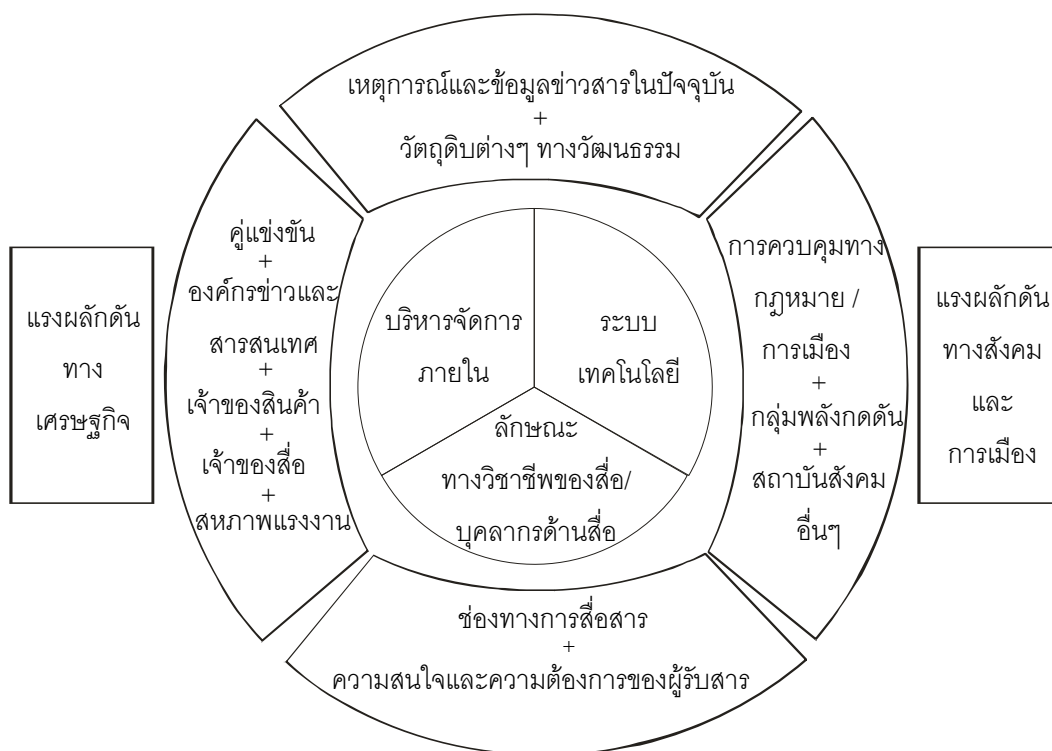 เหตุการณ์และข้อมูลข่าวสารในปัจจุบัน
+
วัตถุดิบต่างๆ ทางวัฒนธรรม
แรงผลักดัน
ทาง
เศรษฐกิจ
คู่แข่งขัน
+
องค์กรข่าวและ
สารสนเทศ
+
เจ้าของสินค้า
+
เจ้าของสื่อ
+
สหภาพแรงงาน
บริหารจัดการ
ภายใน
ระบบ
เทคโนโลยี
ลักษณะ
ทางวิชาชีพของสื่อ/
บุคลากรด้านสื่อ
การควบคุมทาง
กฎหมาย /
การเมือง
+
กลุ่มพลังกดดัน
+
สถาบันสังคม
อื่นๆ
แรงผลักดัน
ทางสังคม
และ
การเมือง
ช่องทางการสื่อสาร
+
ความสนใจและความต้องการของผู้รับสาร